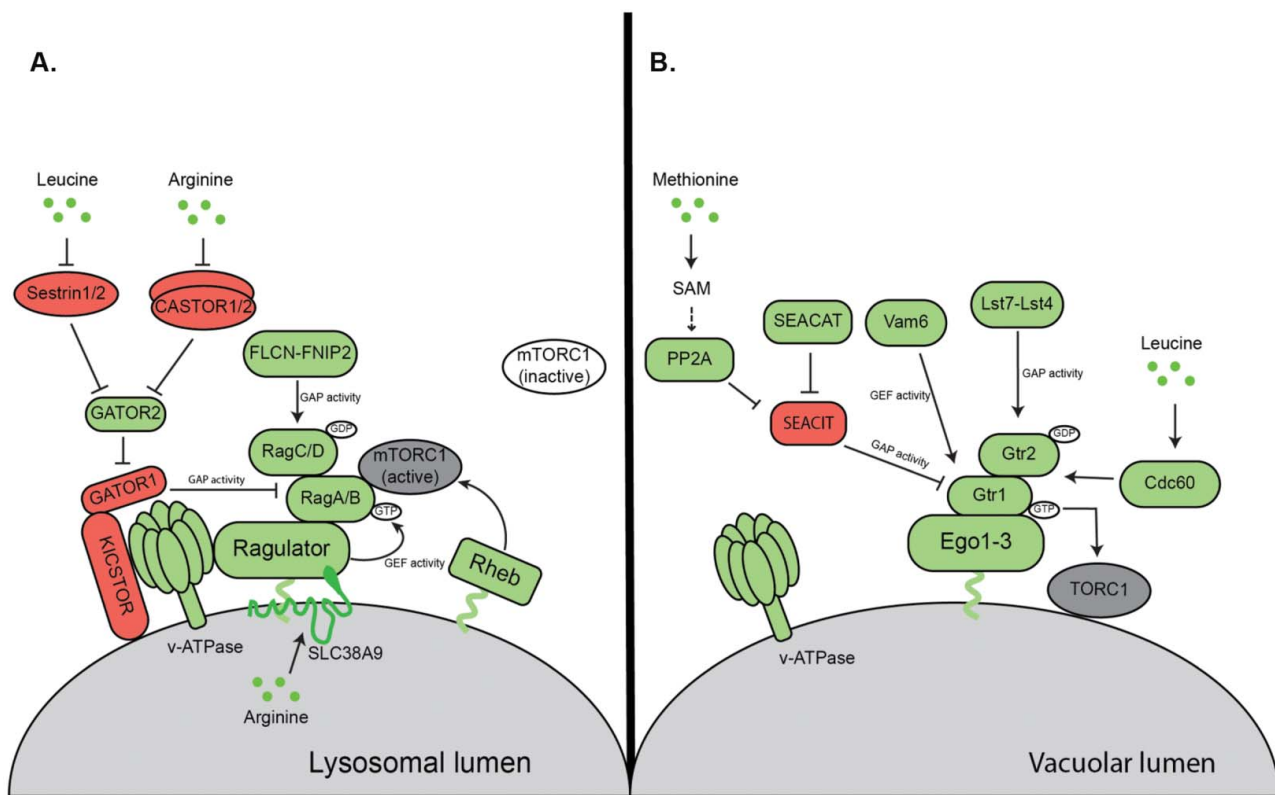 A.
Leucine
Arginine
Sestrin1/2
CASTOR1/2
FLCN-FNIP2
mTORC1
(inactive)
GATOR2
GAP activity
GDP
RagC/D
mTORC1
(active)
GATOR1
GAP activity
RagA/B
GTP
KICSTOR
Ragulator
GEF activity
Rheb
v-ATPase
SLC38A9
Arginine
Lysosomal lumen
B.
Methionine
SAM
SEACAT
Vam6
Lst7-Lst4
Leucine
PP2A
GAP activity
GEF activity
SEACIT
GAP activity
GDP
Gtr2
Cdc60
Gtr1
GTP
Ego1-3
TORC1
v-ATPase
Vacuolar lumen